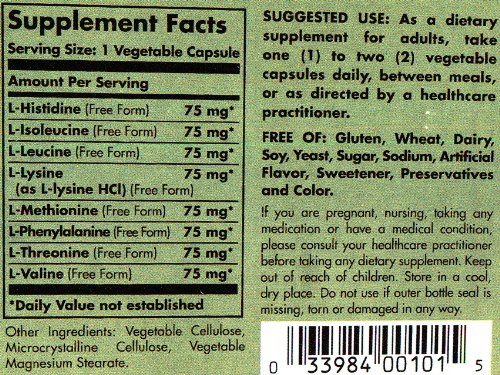 Supplement Facts
Serving Size: 1 Vegetable Capsule
Amount Per Serving
L-Histidine (Free Form) 75 mg*
L-Isoleucine (Free Form) 75 mg*
L-Leucine (Free Form) 75 mg*
L-Lysine 75 mg*
(as L-lysine HCl) (Free Form)
L-Methionine (Free Form) 75 mg*
L-Phenylalanine (Free Form) 75 mg*
L-Threonine (Free Form) 75 mg*
L-Valine (Free Form) 75 mg*
*Daily Value not established
Other Ingredients: Vegetable Cellulose,
Microcrystalline Cellulose, Vegetable
Magnesium Stearate.
SUGGESTED USE: As a dietary
supplement for adults, take
one (1) to two (2) vegetable
capsules daily, between meals,
or as directed by a healthcare
practitioner.
FREE OF: Gluten, Wheat, Dairy,
Soy, Yeast, Sugar, Sodium, Artificial
Flavor, Sweetener, Preservatives
and Color.
If you are pregnant, nursing, taking any
medication or have a medical condition,
please consult your healthcare practitioner
before taking any dietary supplement. Keep
out of reach of children. Store in a cool,
dry place. Do not use if outer bottle seal is
missing, torn or damaged in any way.
0 33984 00101 5